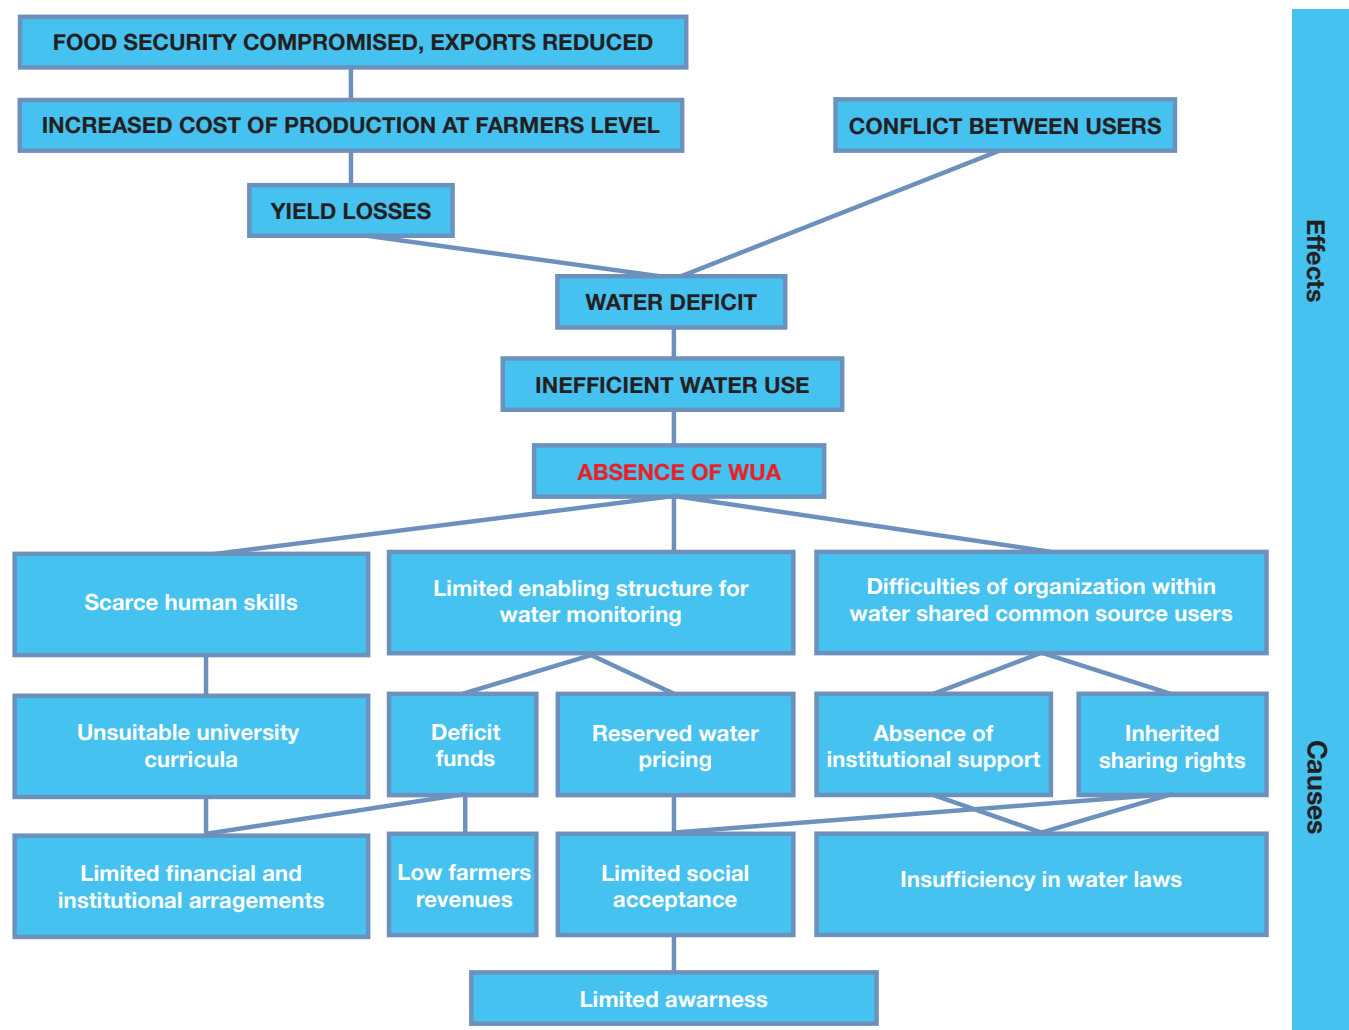 FOOD SECURITY COMPROMISED, EXPORTS REDUCED
INCREASED COST OF PRODUCTION AT FARMERS LEVEL
CONFLICT BETWEEN USERS
YIELD LOSSES
WATER DEFICIT
INEFFICIENT WATER USE
ABSENCE OF WUA
Effects
Scarce human skills
Limited enabling structure for
water monitoring
Difficulties of organization within
water shared common source users
Unsuitable university
curricula
Deficit
funds
Reserved water
pricing
Absence of
institutional support
Inherited
sharing rights
Limited financial and
institutional arragements
Low farmers
revenues
Limited social
acceptance
Insufficiency in water laws
Limited awarness
Causes